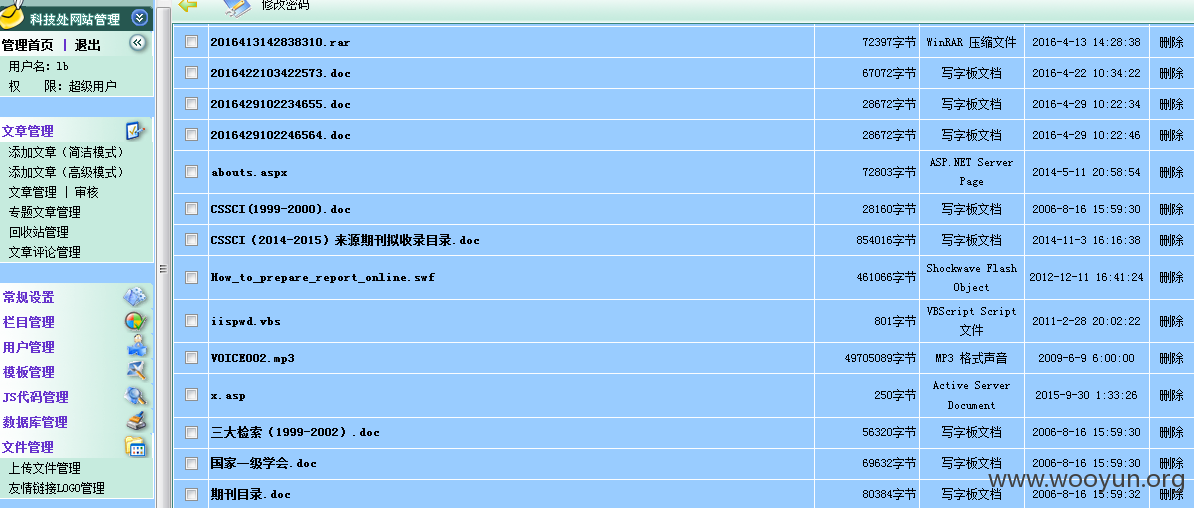 科技处网站管理
管理首页 | 退出
用户名：lb
权　　限：超级用户
文章管理
添加文章（简洁模式）
添加文章（高级模式）
文章管理 | 审核
专题文章管理
回收站管理
文章评论管理
常规设置
栏目管理
用户管理
模板管理
JS代码管理
数据库管理
文件管理
上传文件管理
友情链接LOGO管理
修改密码
2016413142838310.rar 72397字节 WinRAR 压缩文件 2016-4-13 14:28:38 删除
2016422103422573.doc 67072字节 写字板文档 2016-4-22 10:34:22 删除
2016429102234655.doc 28672字节 写字板文档 2016-4-29 10:22:34 删除
2016429102246564.doc 28672字节 写字板文档 2016-4-29 10:22:46 删除
abouts.aspx 72803字节 ASP.NET Server Page 2014-5-11 20:58:54 删除
CSSCI(1999-2000).doc 28160字节 写字板文档 2006-8-16 15:59:30 删除
CSSCI（2014-2015）来源期刊拟收录目录.doc 854016字节 写字板文档 2014-11-3 16:16:38 删除
How_to_prepare_report_online.swf 461066字节 Shockwave Flash Object 2012-12-11 16:41:24 删除
iispwd.vbs 801字节 VBScript Script 文件 2011-2-28 20:02:22 删除
VOICE002.mp3 49705089字节 MP3 格式声音 2009-6-9 6:00:00 删除
x.asp 250字节 Active Server Document 2015-9-30 1:33:26 删除
三大检索（1999-2002）.doc 56320字节 写字板文档 2006-8-16 15:59:30 删除
国家一级学会.doc 69632字节 写字板文档 2006-8-16 15:59:30 删除
期刊目录.doc 80384字节 写字板文档 2006-8-16 15:59:32 删除
www.wooyun.org